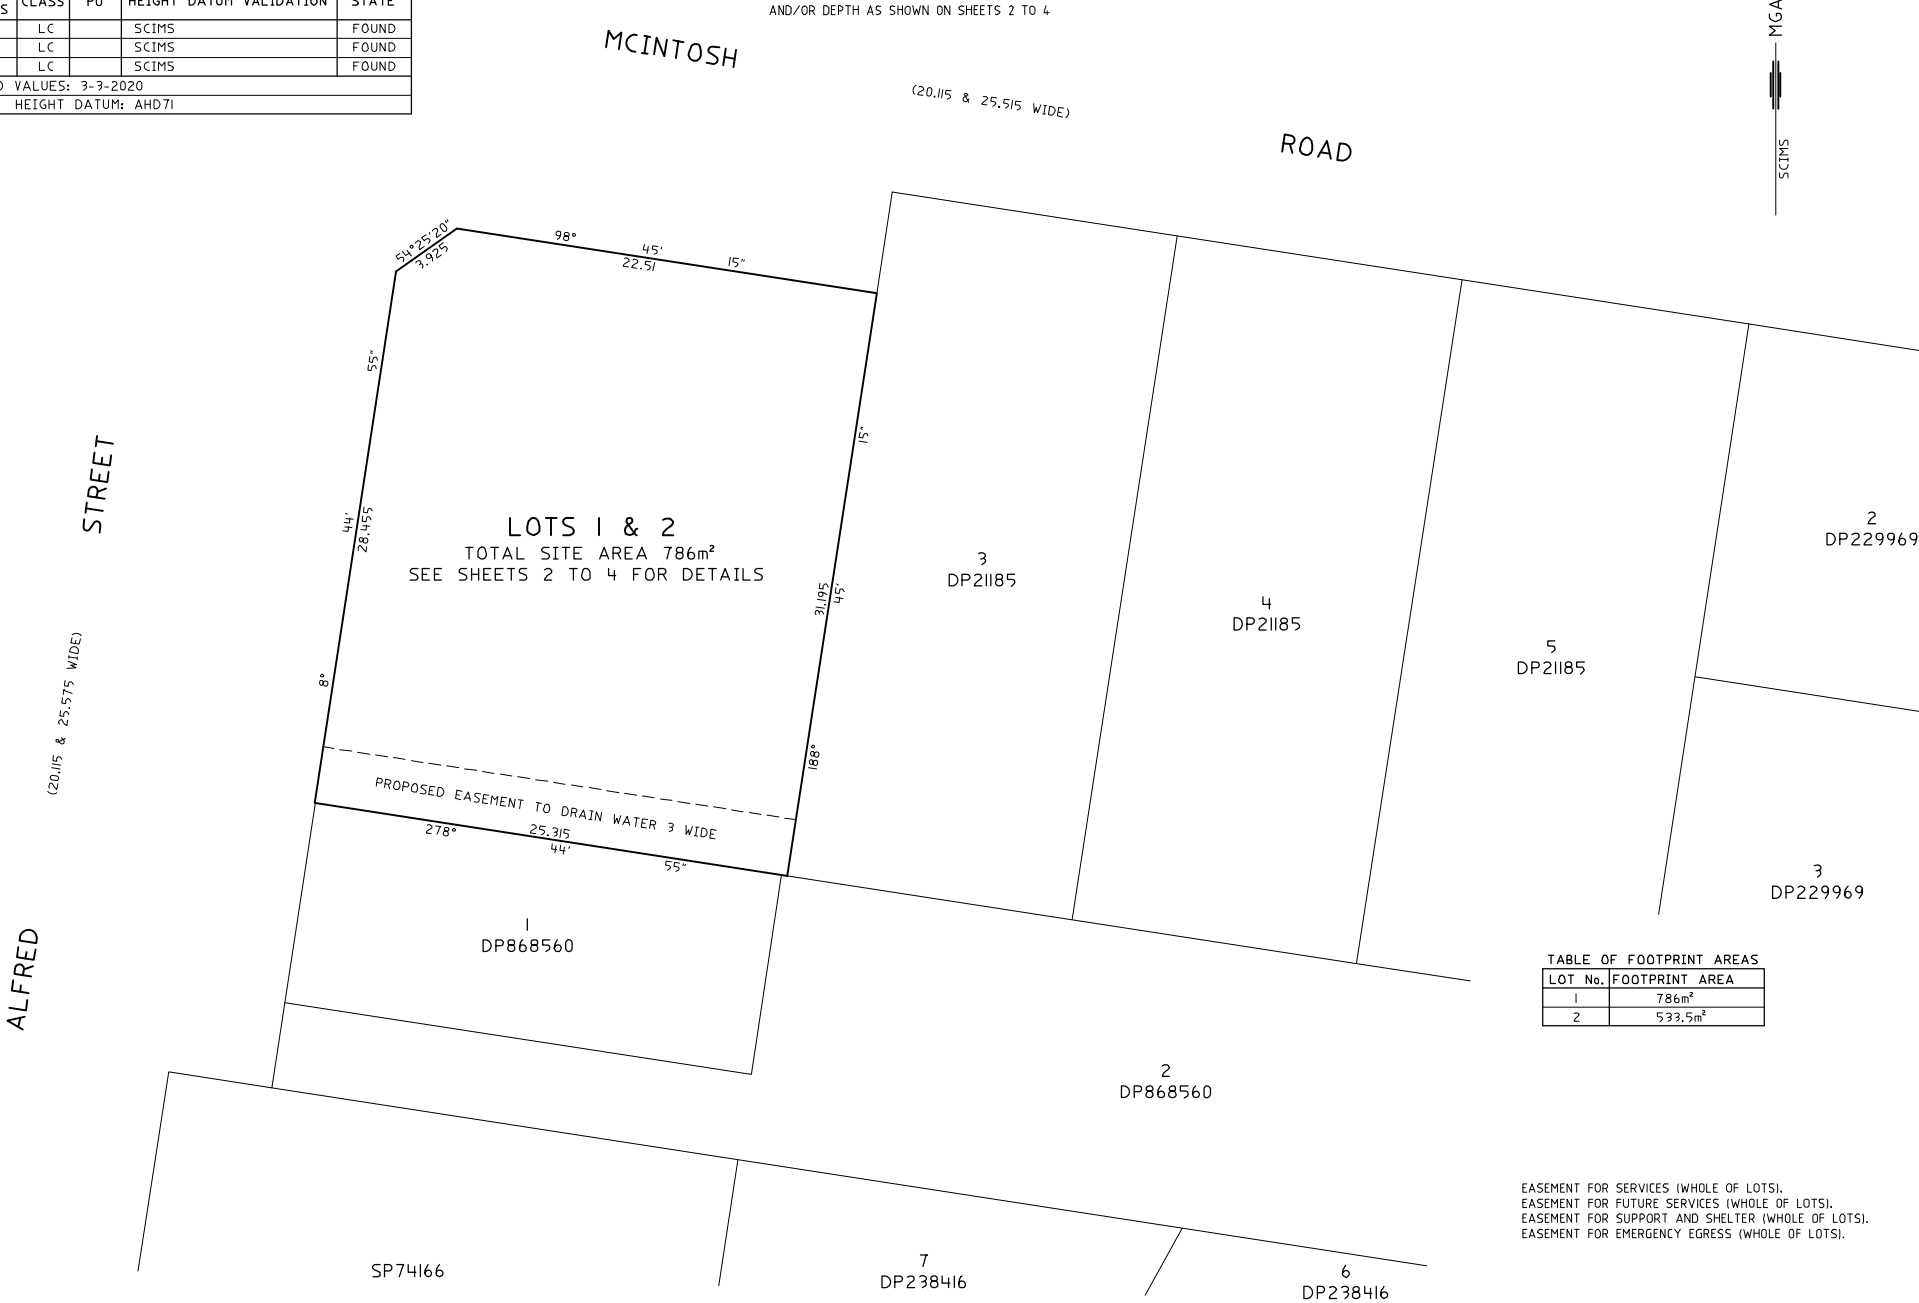 S CLASS PU HEIGHT DATUM VALIDATION STATE
LC SCIMS FOUND
LC SCIMS FOUND
LC SCIMS FOUND
VALUES: 3-3-2020
HEIGHT DATUM: AHD71
AND/OR DEPTH AS SHOWN ON SHEETS 2 TO 4
MCINTOSH
(20.115 & 25.515 WIDE)
ROAD
MGA
SCIMS
54°25'20"
3.925
98° 45' 15"
22.51
8° 44' 55"
28.455
188° 45' 15"
31.195
STREET
(20.115 & 25.575 WIDE)
ALFRED
LOTS 1 & 2
TOTAL SITE AREA 786m²
SEE SHEETS 2 TO 4 FOR DETAILS
PROPOSED EASEMENT TO DRAIN WATER 3 WIDE
25.315
278° 44' 55"
3
DP21185
4
DP21185
5
DP21185
2
DP229969
3
DP229969
1
DP868560
2
DP868560
TABLE OF FOOTPRINT AREAS
LOT No. FOOTPRINT AREA
1 786m²
2 533.5m²
EASEMENT FOR SERVICES (WHOLE OF LOTS).
EASEMENT FOR FUTURE SERVICES (WHOLE OF LOTS).
EASEMENT FOR SUPPORT AND SHELTER (WHOLE OF LOTS).
EASEMENT FOR EMERGENCY EGRESS (WHOLE OF LOTS).
SP74166
7
DP238416
6
DP238416